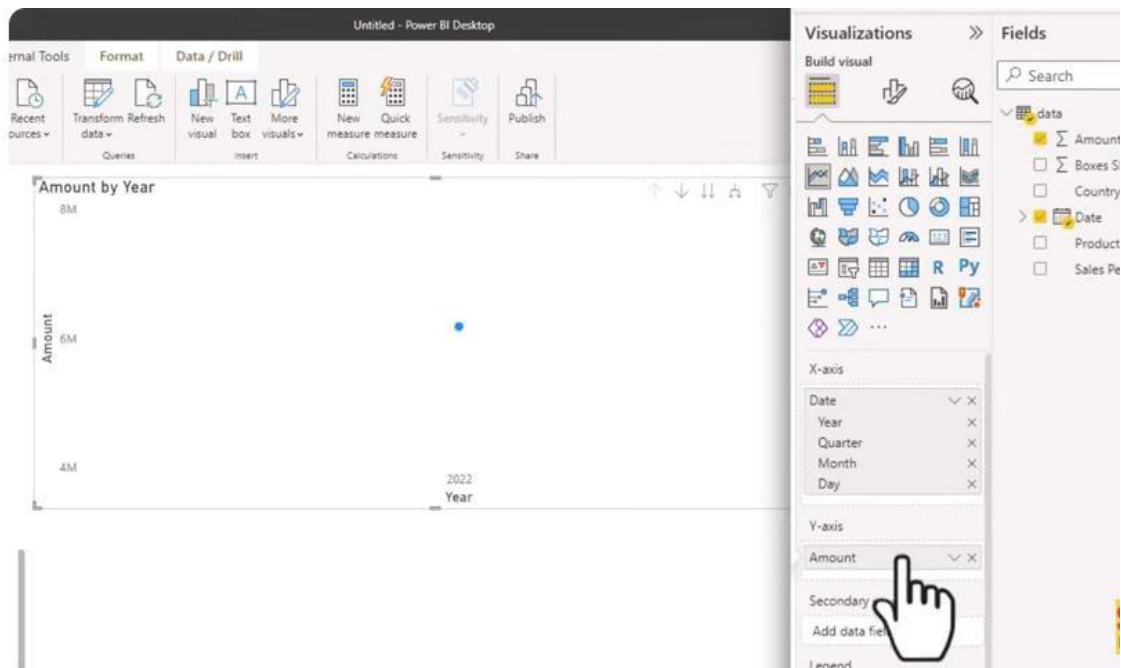 Untitled - Power BI Desktop
ernal Tools Format Data / Drill
Recent ources
Transform data
Refresh
New visual
Text box
More visuals
New measure
Quick measure
Sensitivity
Publish
Queries
Insert
Calculations
Sensitivity
Share
Amount by Year
8M
6M
4M
Amount
2022
Year
Visualizations
Build visual
R Py
X-axis
Date
Year
Quarter
Month
Day
Y-axis
Amount
Secondary
Add data fiel
Legend
Fields
Search
data
Amount
Boxes S
Country
Date
Product
Sales Pe